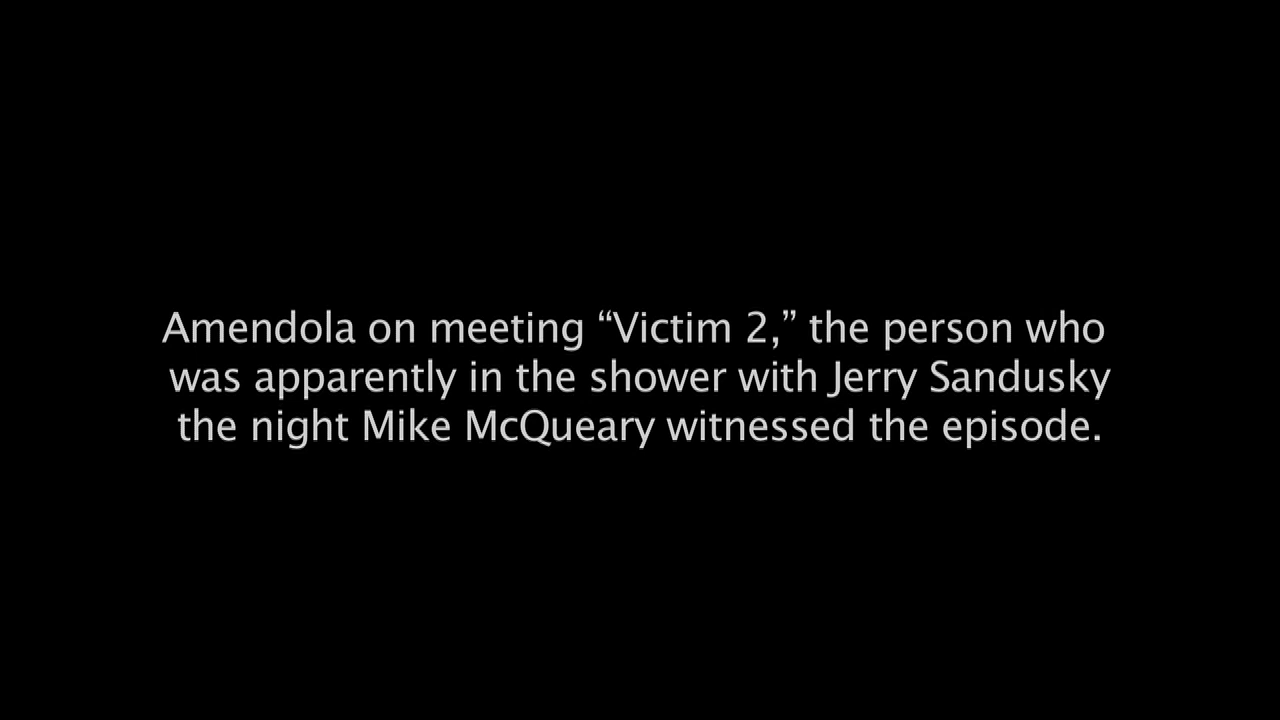 Amendola on meeting “Victim 2,” the person who
was apparently in the shower with Jerry Sandusky
the night Mike McQueary witnessed the episode.